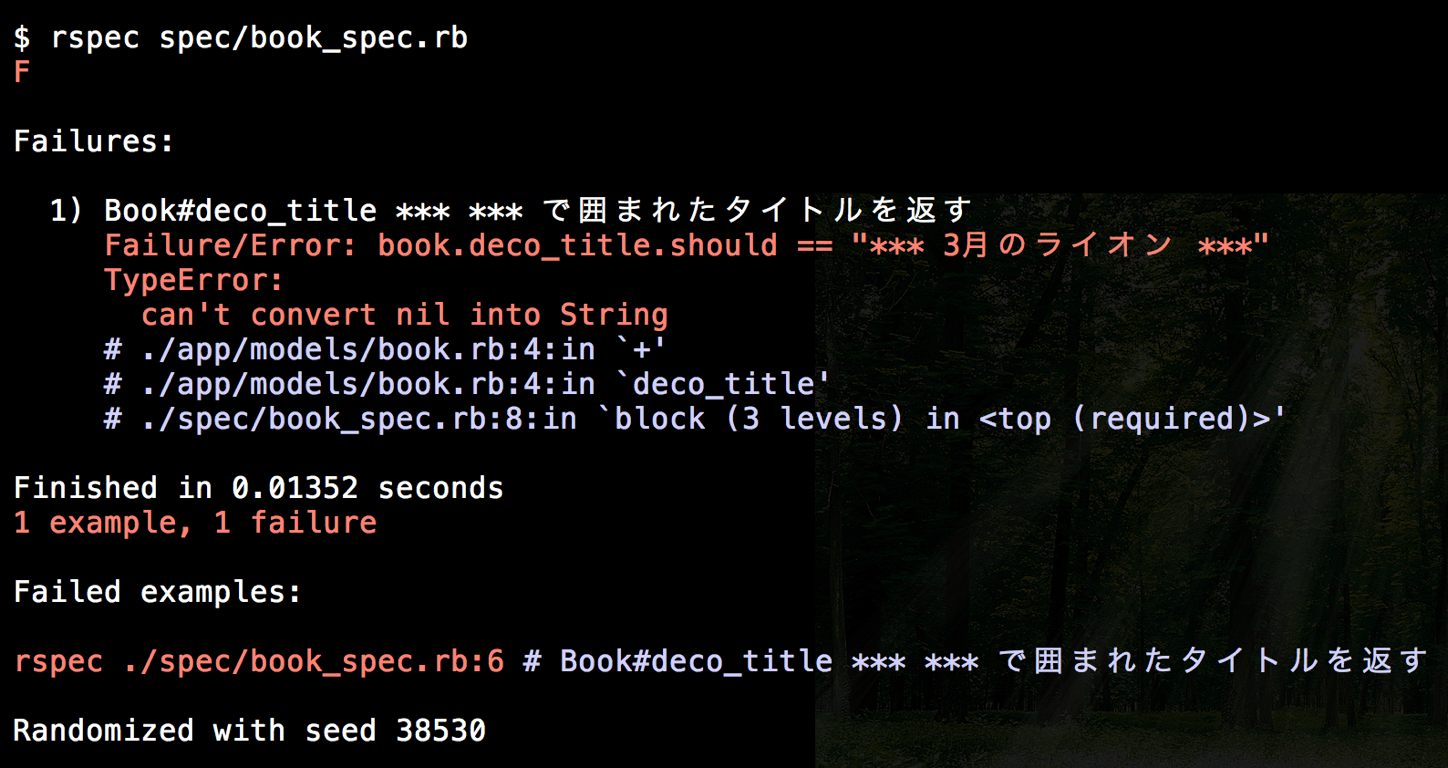 $ rspec spec/book_spec.rb
F
Failures:
1) Book#deco_title *** *** で囲まれたタイトルを返す
Failure/Error: book.deco_title.should == "*** 3月のライオン ***"
TypeError:
can't convert nil into String
# ./app/models/book.rb:4:in `+'
# ./app/models/book.rb:4:in `deco_title'
# ./spec/book_spec.rb:8:in `block (3 levels) in <top (required)>'
Finished in 0.01352 seconds
1 example, 1 failure
Failed examples:
rspec ./spec/book_spec.rb:6 # Book#deco_title *** *** で囲まれたタイトルを返す
Randomized with seed 38530